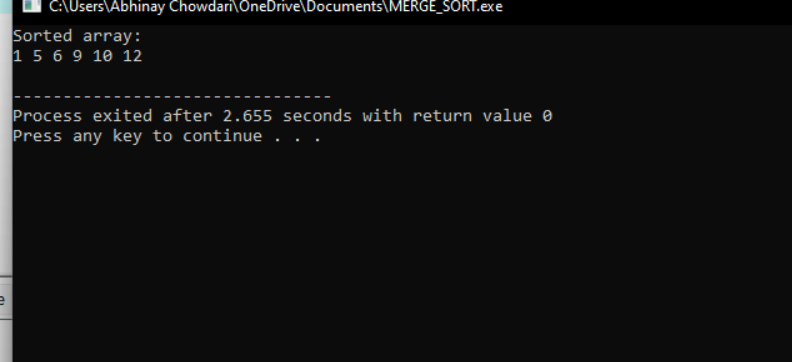 C:\Users\Abhinay Chowdari\OneDrive\Documents\MERGE_SORT.exe
Sorted array:
1 5 6 9 10 12
--------------------------------
Process exited after 2.655 seconds with return value 0
Press any key to continue . . .
e